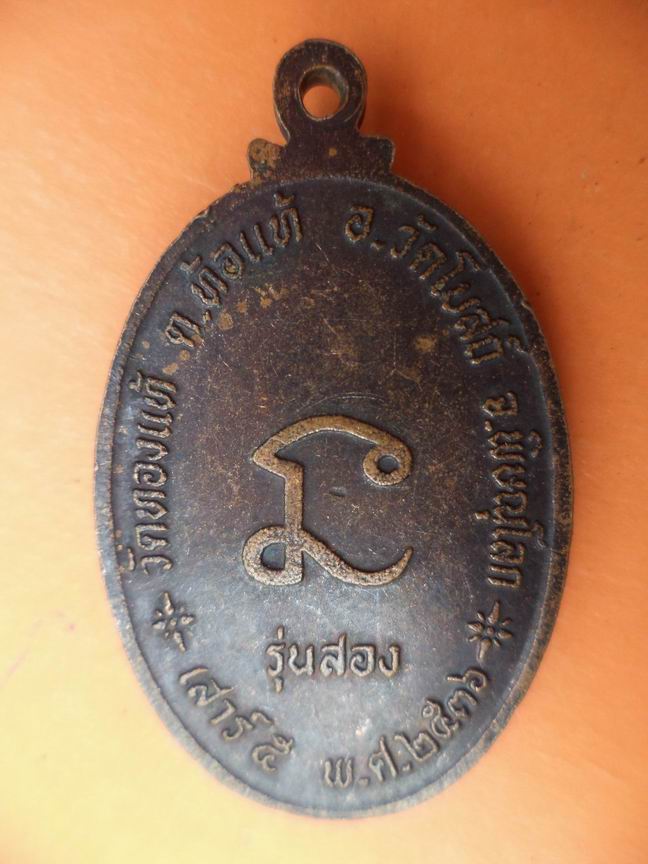 วัดทองแท้ ต.ท้อแท้ อ.วัดโบสถ์ จ.พิษณุโลก
รุ่นสอง
เสาร์ ๕ พ.ศ.๒๕๓๖